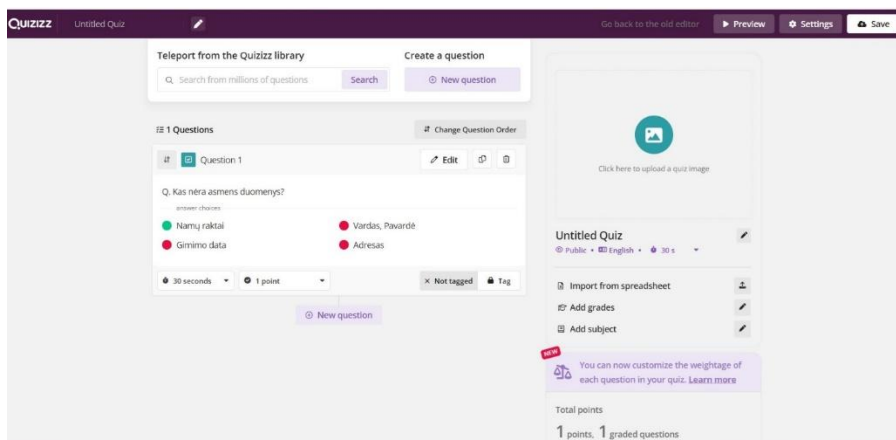 QUIZIZZ
Untitled Quiz
Go back to the old editor
Preview
Settings
Save
Teleport from the Quizizz library
Search from millions of questions
Search
Create a question
New question
1 Questions
Change Question Order
Question 1
Edit
Q. Kas nėra asmens duomenys?
answer choices
Namų raktai
Vardas, Pavardė
Gimimo data
Adresas
30 seconds
1 point
Not tagged
Tag
New question
Click here to upload a quiz image
Untitled Quiz
Public • English • 30 s
Import from spreadsheet
Add grades
Add subject
NEW
You can now customize the weightage of
each question in your quiz. Learn more
Total points
1 points, 1 graded questions